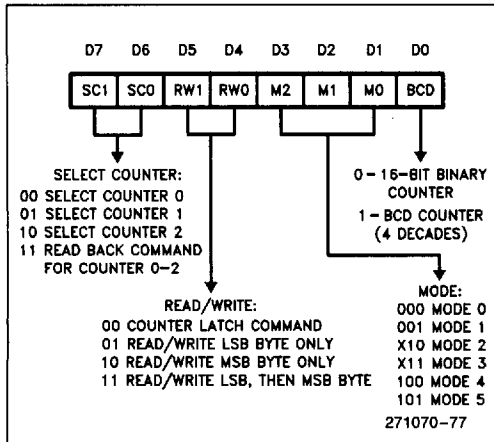 D7 D6 D5 D4 D3 D2 D1 D0
SC1 SC0 RW1 RW0 M2 M1 M0 BCD
SELECT COUNTER:
00 SELECT COUNTER 0
01 SELECT COUNTER 1
10 SELECT COUNTER 2
11 READ BACK COMMAND
FOR COUNTER 0-2
0-16-BIT BINARY
COUNTER
1-BCD COUNTER
(4 DECADES)
READ/WRITE:
00 COUNTER LATCH COMMAND
01 READ/WRITE LSB BYTE ONLY
10 READ/WRITE MSB BYTE ONLY
11 READ/WRITE LSB, THEN MSB BYTE
MODE:
000 MODE 0
001 MODE 1
X10 MODE 2
X11 MODE 3
100 MODE 4
101 MODE 5
271070-77